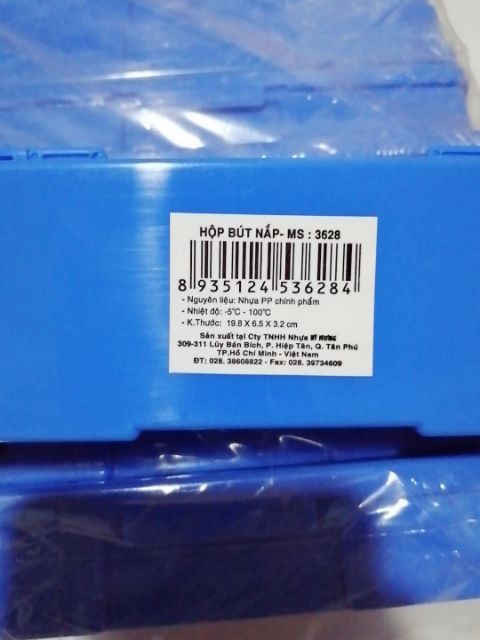 HỘP BÚT NẮP- MS : 3628
8 935124 536284
- Nguyên liệu: Nhựa PP chính phẩm
- Nhiệt độ: -5°C - 100°C
- K.Thước: 19.8 X 6.5 X 3.2 cm
Sản xuất tại Cty TNHH Nhựa
309-311 Lũy Bán Bích, P. Hiệp Tân, Q. Tân Phú
TP.Hồ Chí Minh - Việt Nam
ĐT: 028. 38608822 - Fax: 028. 39734609